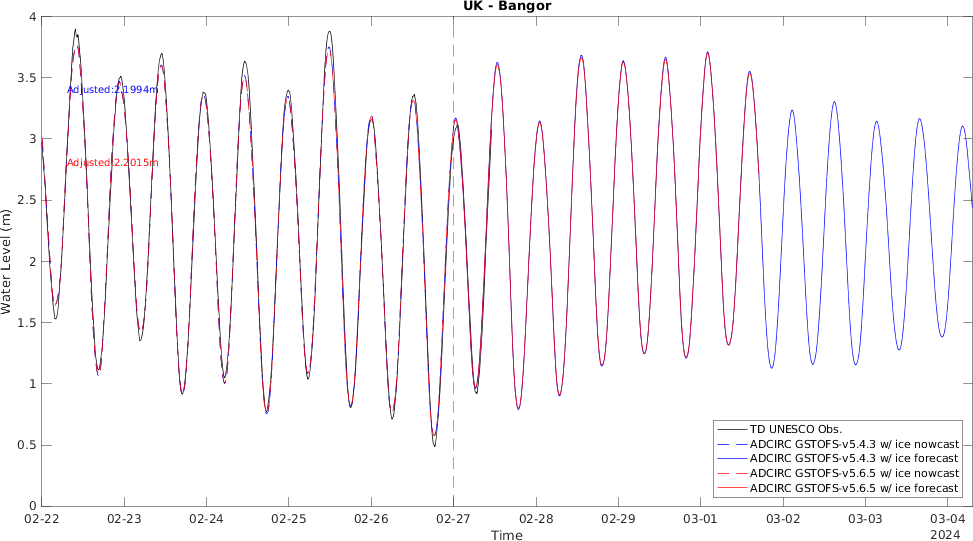 UK - Bangor
4
3.5
3
2.5
2
1.5
1
0.5
0
Water Level (m)
Adjusted:2.1994m
Adjusted:2.2015m
TD UNESCO Obs.
ADCIRC GSTOFS-v5.4.3 w/ ice nowcast
ADCIRC GSTOFS-v5.4.3 w/ ice forecast
ADCIRC GSTOFS-v5.6.5 w/ ice nowcast
ADCIRC GSTOFS-v5.6.5 w/ ice forecast
02-22 02-23 02-24 02-25 02-26 02-27 02-28 02-29 03-01 03-02 03-03 03-04
Time
2024